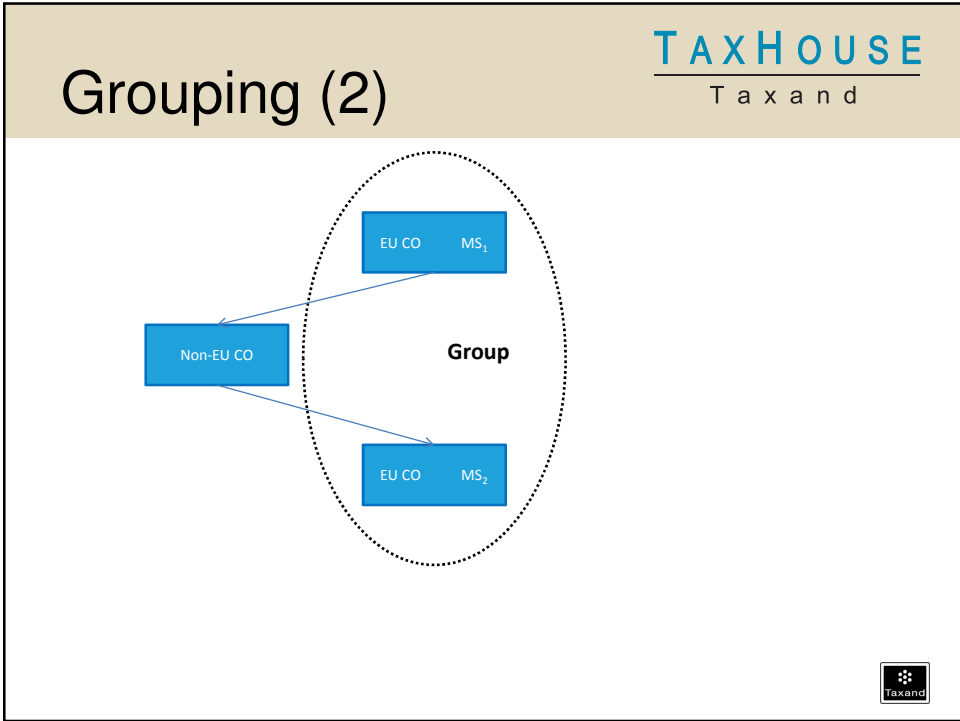 TAXHOUSE
Taxand
Grouping (2)
EU CO MS₁
Non-EU CO
Group
EU CO MS₂
Taxand